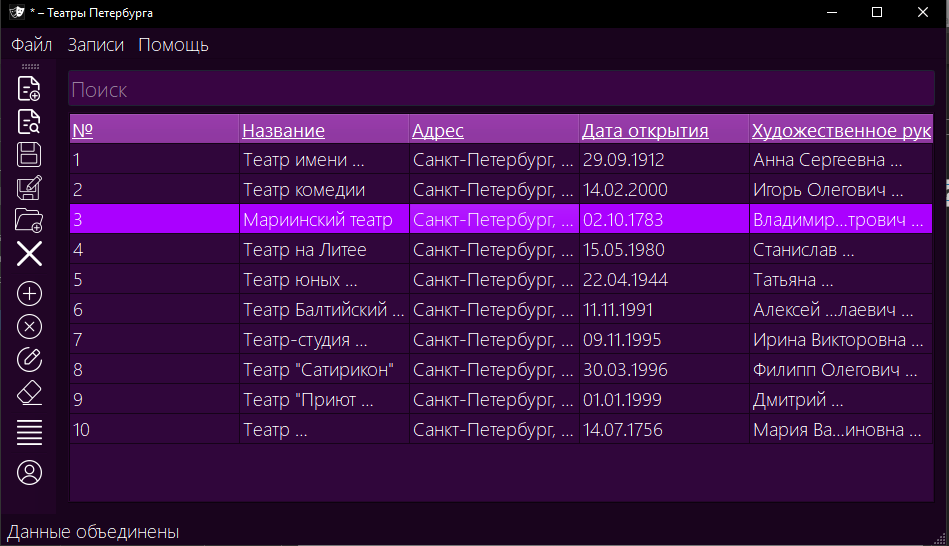 * – Театры Петербурга
Файл Записи Помощь
Поиск
№ Название Адрес Дата открытия Художественное рук
1 Театр имени ... Санкт-Петербург, ... 29.09.1912 Анна Сергеевна ...
2 Театр комедии Санкт-Петербург, ... 14.02.2000 Игорь Олегович ...
3 Мариинский театр Санкт-Петербург, ... 02.10.1783 Владимир...трович ...
4 Театр на Литее Санкт-Петербург, ... 15.05.1980 Станислав ...
5 Театр юных ... Санкт-Петербург, ... 22.04.1944 Татьяна ...
6 Театр Балтийский ... Санкт-Петербург, ... 11.11.1991 Алексей ...лаевич ...
7 Театр-студия ... Санкт-Петербург, ... 09.11.1995 Ирина Викторовна ...
8 Театр "Сатирикон" Санкт-Петербург, ... 30.03.1996 Филипп Олегович ...
9 Театр "Приют ... Санкт-Петербург, ... 01.01.1999 Дмитрий ...
10 Театр ... Санкт-Петербург, ... 14.07.1756 Мария Ва...иновна ...
Данные объединены